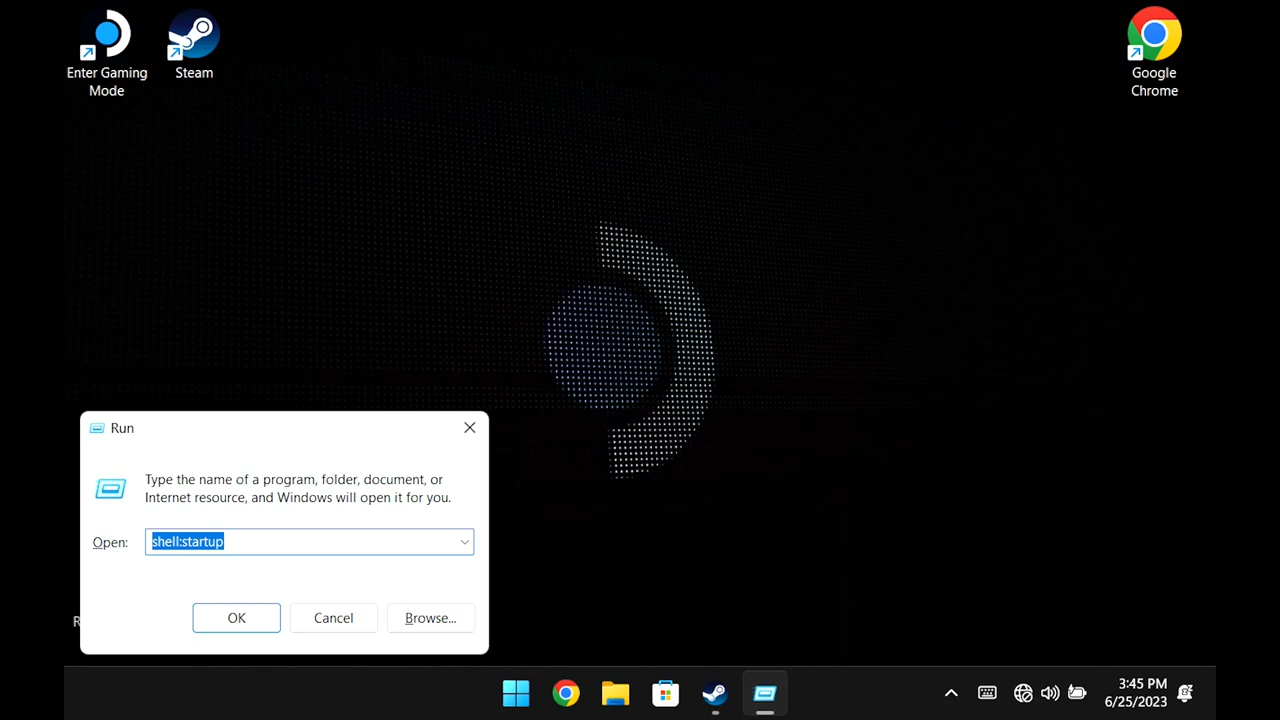 Enter Gaming
Mode
Steam
Google
Chrome
Run
Type the name of a program, folder, document, or
Internet resource, and Windows will open it for you.
Open:
shell:startup
OK
Cancel
Browse...
R
3:45 PM
6/25/2023